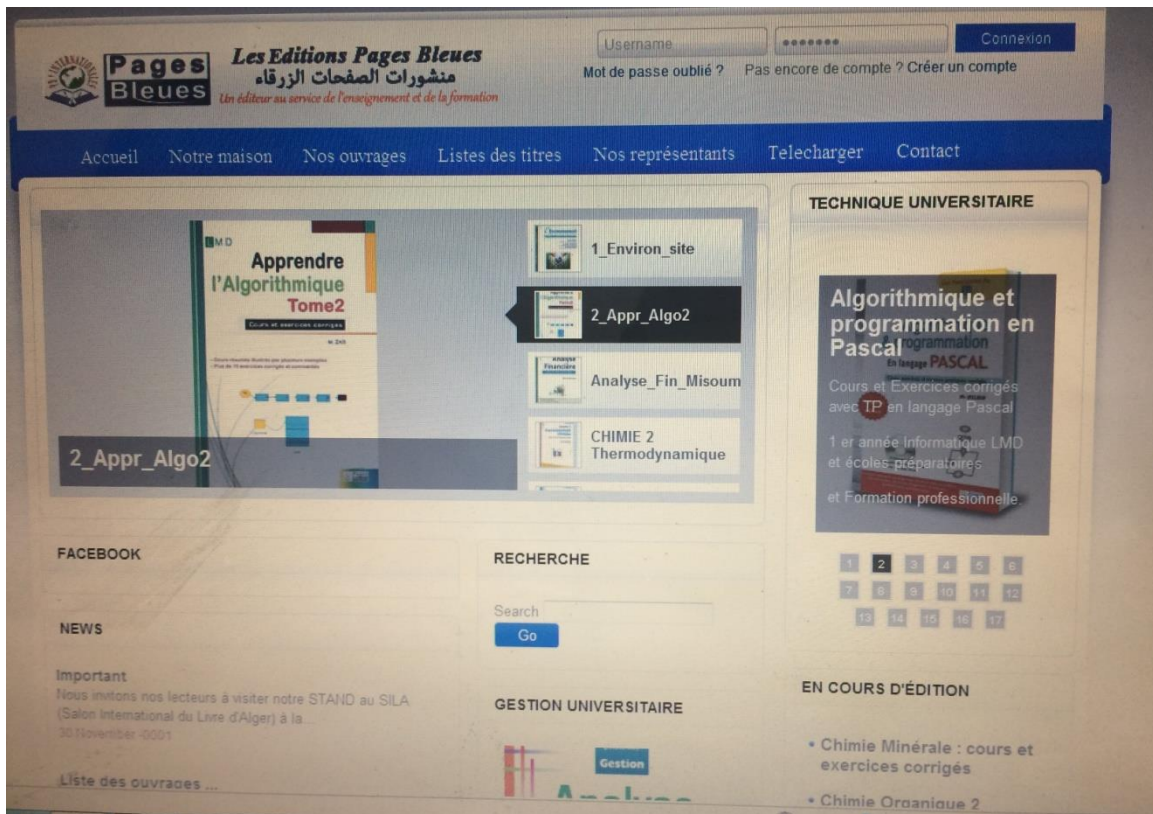 Pages
Bleues
Les Editions Pages Bleues
منشورات الصفحات الزرقاء
Un éditeur au service de l'enseignement et de la formation
Username
Connexion
Mot de passe oublié ?
Pas encore de compte ? Créer un compte
Accueil
Notre maison
Nos ouvrages
Listes des titres
Nos représentants
Telecharger
Contact
LMD
Apprendre
l'Algorithmique
Tome2
Cours et exercices corrigés
2_Appr_Algo2
1_Environ_site
2_Appr_Algo2
Analyse_Fin_Misoum
CHIMIE 2
Thermodynamique
TECHNIQUE UNIVERSITAIRE
Algorithmique et
programmation en
Pascal
programmation
En langage PASCAL
Cours et Exercices corrigés
avec TP en langage Pascal
1 er année Informatique LMD
et écoles préparatoires
et Formation professionnelle.
1 2 3 4 5 6
7 8 9 10 11 12
13 14 15 16 17
FACEBOOK
NEWS
Important
Nous invitons nos lecteurs à visiter notre STAND au SILA
(Salon International du Livre d'Alger) à la...
30 November -0001
Liste des ouvrages ...
RECHERCHE
Search
Go
GESTION UNIVERSITAIRE
Gestion
Analyse
EN COURS D'ÉDITION
• Chimie Minérale : cours et
exercices corrigés
• Chimie Organique 2